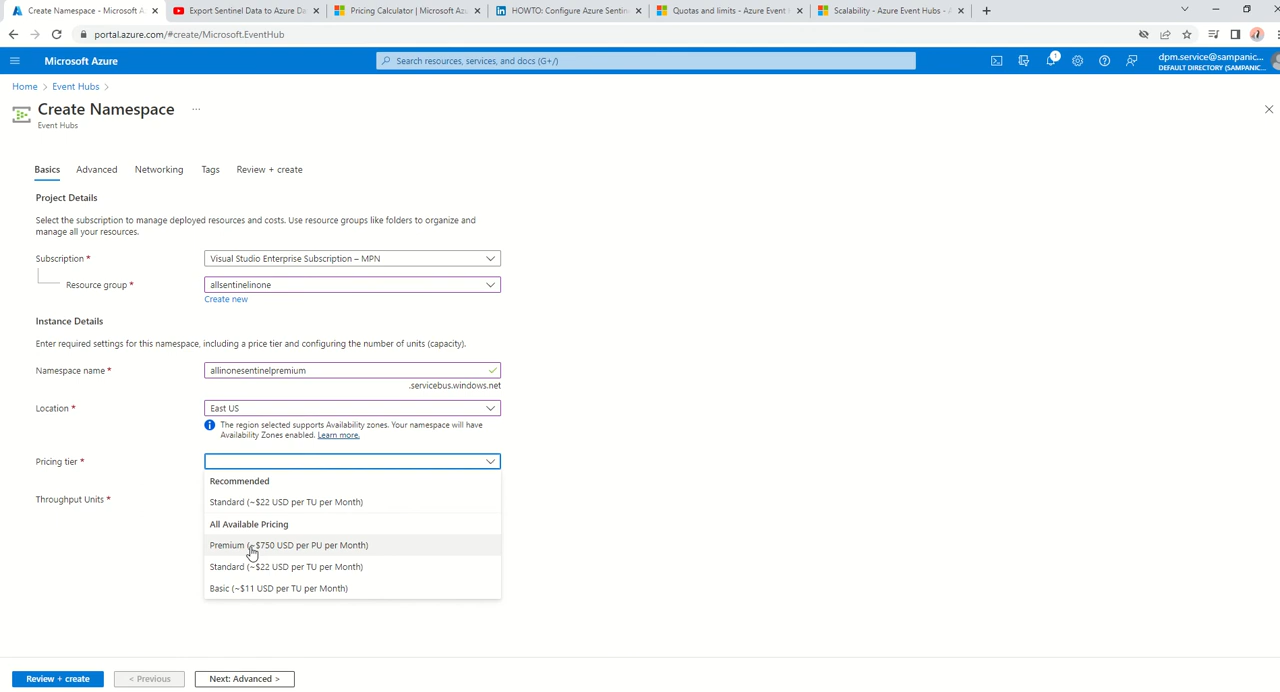 Create Namespace - Microsoft A
Export Sentinel Data to Azure Da
Pricing Calculator | Microsoft Az
HOWTO: Configure Azure Sentin
Quotas and limits - Azure Event
Scalability - Azure Event Hubs - A
portal.azure.com/#create/Microsoft.EventHub
Microsoft Azure
Search resources, services, and docs (G+/)
1
dpm.service@sampanic...
DEFAULT DIRECTORY (SAMPANIC...
Home > Event Hubs >
Create Namespace ...
Event Hubs
Basics Advanced Networking Tags Review + create
Project Details
Select the subscription to manage deployed resources and costs. Use resource groups like folders to organize and
manage all your resources.
Subscription *
Visual Studio Enterprise Subscription – MPN
Resource group *
allsentinelinone
Create new
Instance Details
Enter required settings for this namespace, including a price tier and configuring the number of units (capacity).
Namespace name *
allinonesentinelpremium
.servicebus.windows.net
Location *
East US
The region selected supports Availability zones. Your namespace will have
Availability Zones enabled. Learn more.
Pricing tier *
Recommended
Throughput Units *
Standard (~$22 USD per TU per Month)
All Available Pricing
Premium (~$750 USD per PU per Month)
Standard (~$22 USD per TU per Month)
Basic (~$11 USD per TU per Month)
Review + create
< Previous
Next: Advanced >